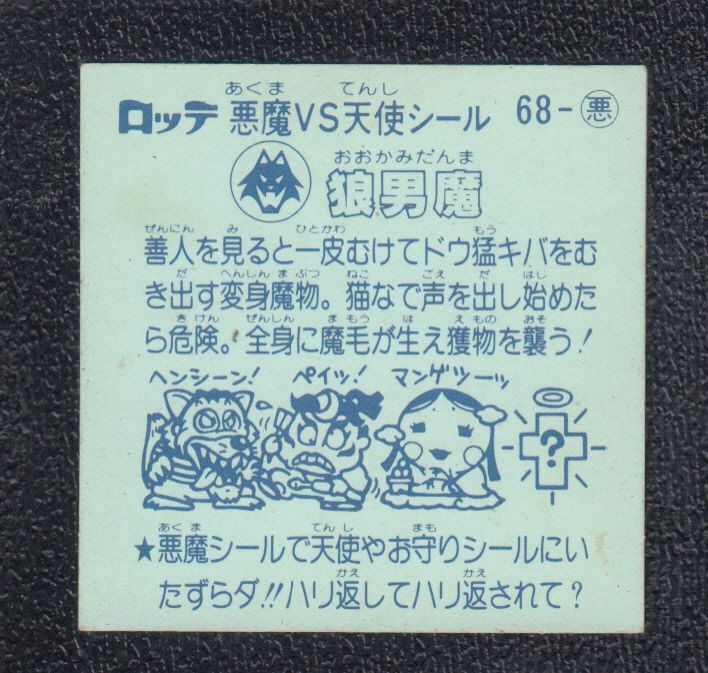 あくま てんし
ロッテ 悪魔VS天使シール 68-悪
おおかみだんま
狼男魔
ぜんにん み ひとかわ もう
善人を見ると一皮むけてドウ猛キバをむ
だ へんしん ま ぶつ ねこ ごえ だ はじ
き出す変身魔物。猫なで声を出し始めた
き けん ぜんしん ま もう は え もの おそ
ら危険。全身に魔毛が生え獲物を襲う!
ヘンシーン! ペイッ! マンゲツーッ
?
あく ま てん し まも
★悪魔シールで天使やお守りシールにい
かえ かえ
たずらダ!!ハリ返してハリ返されて?